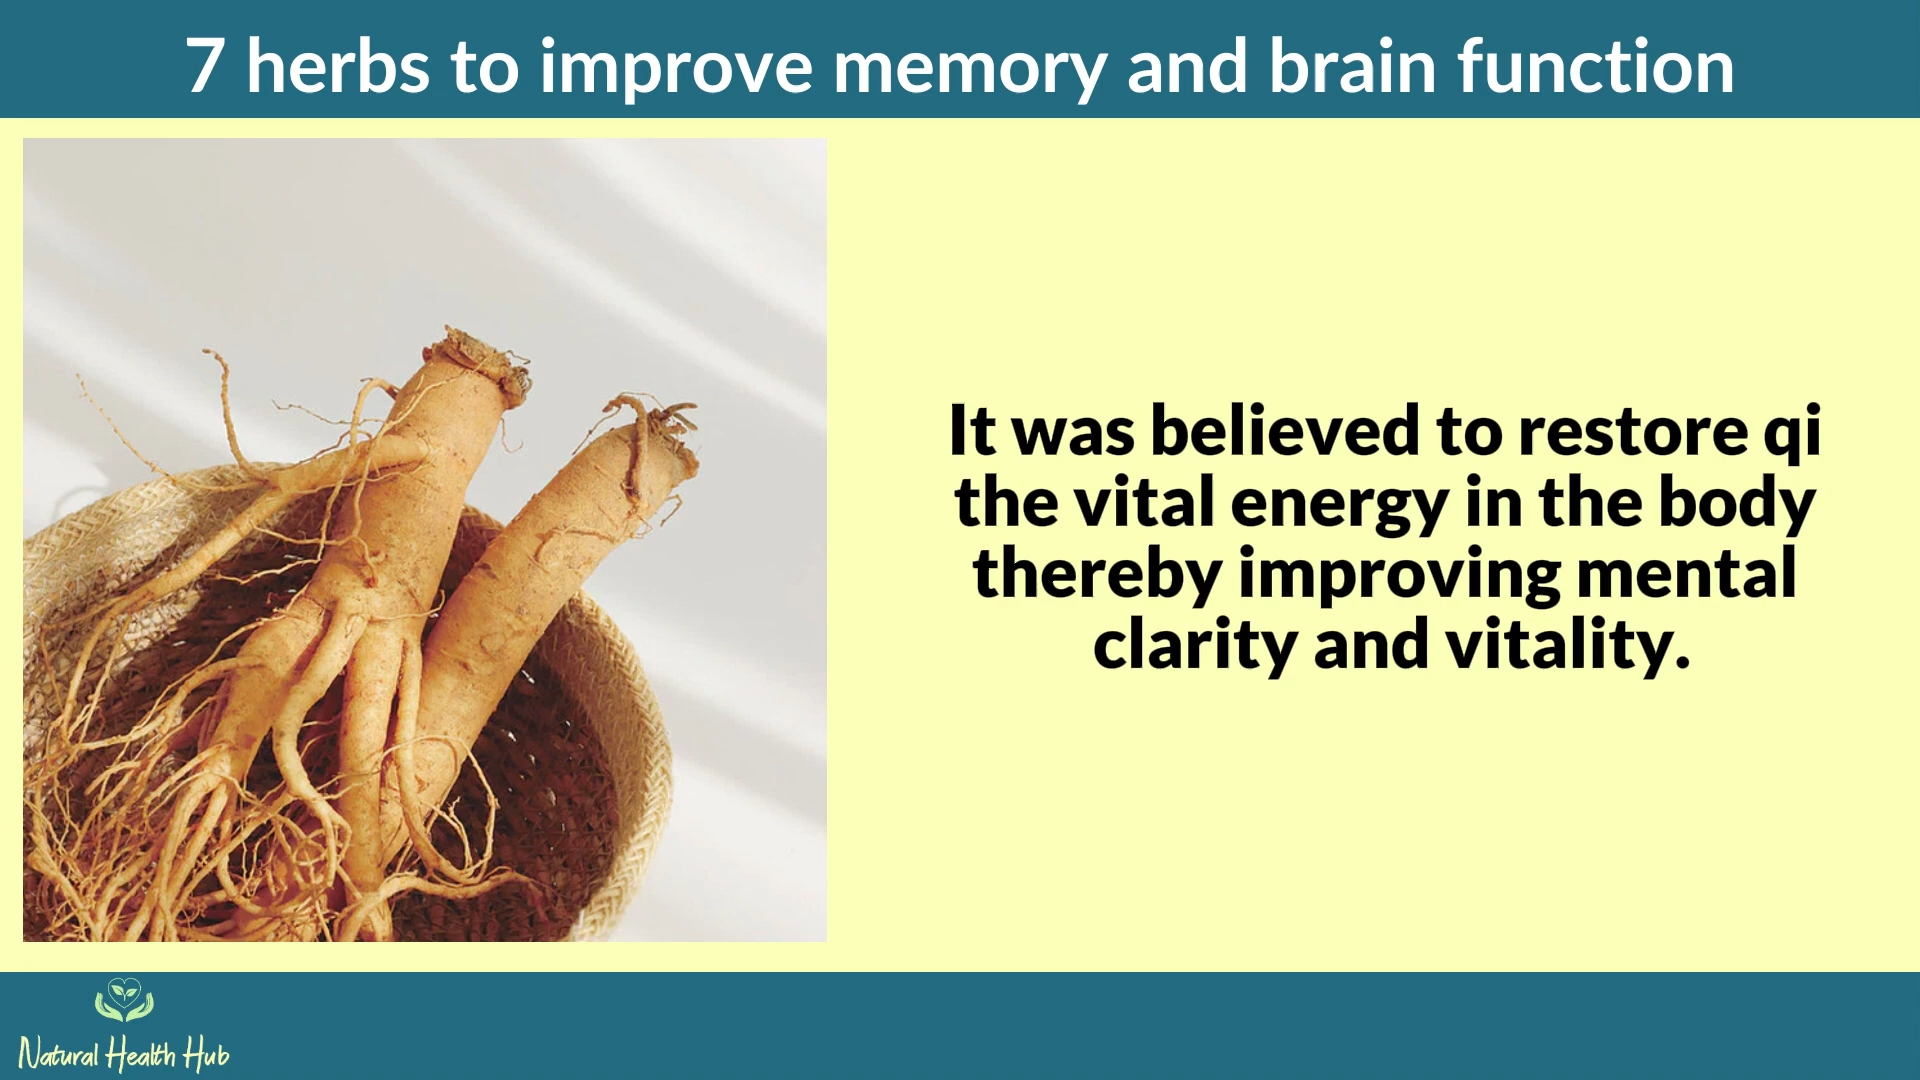 7 herbs to improve memory and brain function
It was believed to restore qi
the vital energy in the body
thereby improving mental
clarity and vitality.
Natural Health Hub